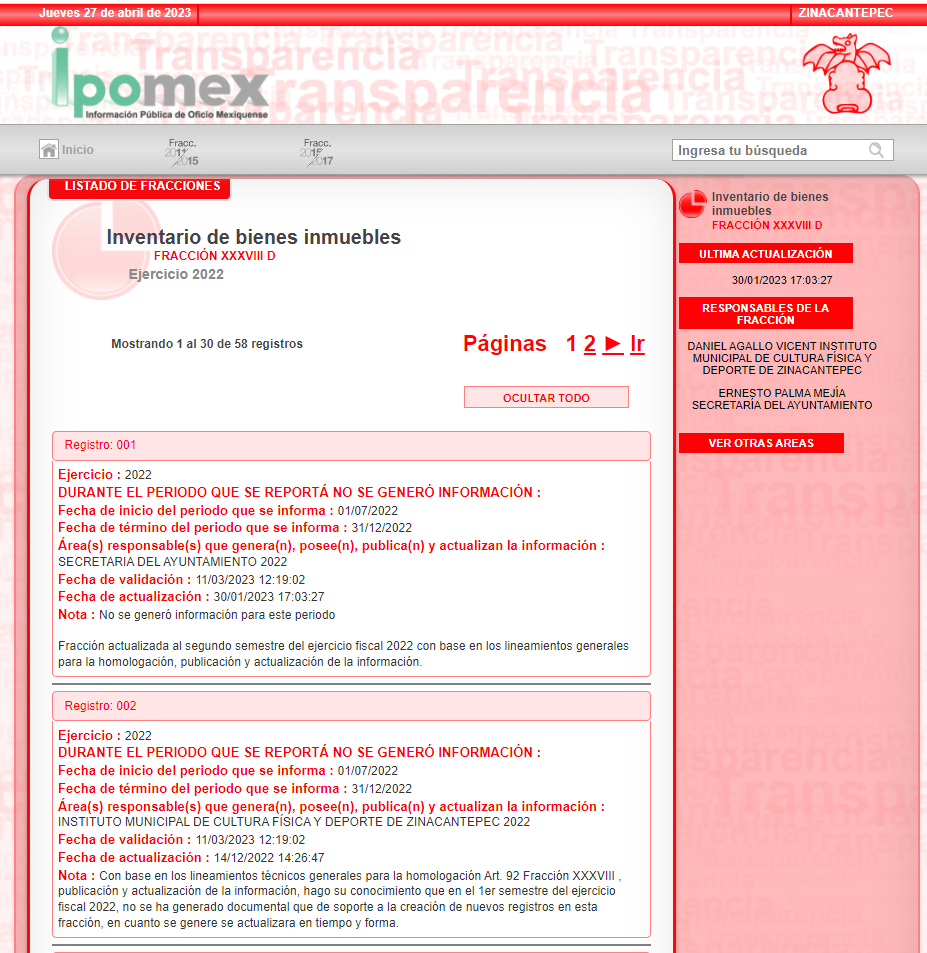 Jueves 27 de abril de 2023
ZINACANTEPEC
ipomex
Información Pública de Oficio Mexiquense
Transparencia
Inicio
Fracc.
2011
2015
Fracc.
2015
2017
Ingresa tu búsqueda
LISTADO DE FRACCIONES
Inventario de bienes inmuebles
FRACCIÓN XXXVIII D
Ejercicio 2022
Mostrando 1 al 30 de 58 registros
Páginas 1 2 ► Ir
OCULTAR TODO
Registro: 001
Ejercicio : 2022
DURANTE EL PERIODO QUE SE REPORTÁ NO SE GENERÓ INFORMACIÓN :
Fecha de inicio del periodo que se informa : 01/07/2022
Fecha de término del periodo que se informa : 31/12/2022
Área(s) responsable(s) que genera(n), posee(n), publica(n) y actualizan la información :
SECRETARIA DEL AYUNTAMIENTO 2022
Fecha de validación : 11/03/2023 12:19:02
Fecha de actualización : 30/01/2023 17:03:27
Nota : No se generó información para este periodo
Fracción actualizada al segundo semestre del ejercicio fiscal 2022 con base en los lineamientos generales
para la homologación, publicación y actualización de la información.
Registro: 002
Ejercicio : 2022
DURANTE EL PERIODO QUE SE REPORTÁ NO SE GENERÓ INFORMACIÓN :
Fecha de inicio del periodo que se informa : 01/07/2022
Fecha de término del periodo que se informa : 31/12/2022
Área(s) responsable(s) que genera(n), posee(n), publica(n) y actualizan la información :
INSTITUTO MUNICIPAL DE CULTURA FÍSICA Y DEPORTE DE ZINACANTEPEC 2022
Fecha de validación : 11/03/2023 12:19:02
Fecha de actualización : 14/12/2022 14:26:47
Nota : Con base en los lineamientos técnicos generales para la homologación Art. 92 Fracción XXXVIII ,
publicación y actualización de la información, hago su conocimiento que en el 1er semestre del ejercicio
fiscal 2022, no se ha generado documental que de soporte a la creación de nuevos registros en esta
fracción, en cuanto se genere se actualizara en tiempo y forma.
Inventario de bienes
inmuebles
FRACCIÓN XXXVIII D
ULTIMA ACTUALIZACIÓN
30/01/2023 17:03:27
RESPONSABLES DE LA
FRACCIÓN
DANIEL AGALLO VICENT INSTITUTO
MUNICIPAL DE CULTURA FÍSICA Y
DEPORTE DE ZINACANTEPEC
ERNESTO PALMA MEJÍA
SECRETARÍA DEL AYUNTAMIENTO
VER OTRAS AREAS